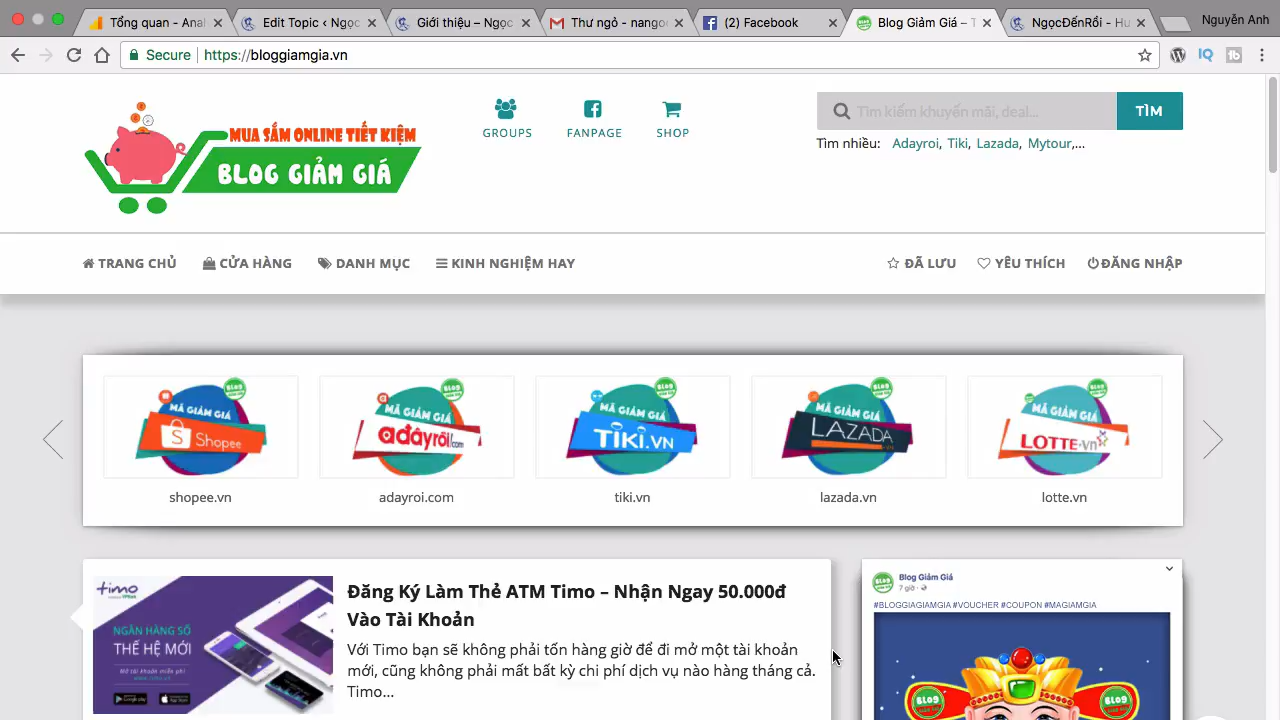 Tổng quan - Anal
Edit Topic ‹ Ngọc
Giới thiệu – Ngọc
Thư ngỏ - nangoc
(2) Facebook
Blog Giảm Giá – T
NgọcĐếnRồi - Hu
Nguyễn Anh
Secure
https://bloggiamgia.vn
MUA SẮM ONLINE TIẾT KIỆM
BLOG GIẢM GIÁ
GROUPS
FANPAGE
SHOP
Tìm kiếm khuyến mãi, deal...
TÌM
Tìm nhiều: Adayroi, Tiki, Lazada, Mytour,...
TRANG CHỦ
CỬA HÀNG
DANH MỤC
KINH NGHIỆM HAY
ĐÃ LƯU
YÊU THÍCH
ĐĂNG NHẬP
MÃ GIẢM GIÁ
Shopee
shopee.vn
MÃ GIẢM GIÁ
adayroi.com
adayroi.com
MÃ GIẢM GIÁ
TIKI.VN
tiki.vn
MÃ GIẢM GIÁ
LAZADA
lazada.vn
MÃ GIẢM GIÁ
LOTTE.vn
lotte.vn
timo
NGÂN HÀNG SỐ
THẾ HỆ MỚI
Đăng Ký Làm Thẻ ATM Timo – Nhận Ngay 50.000đ
Vào Tài Khoản
Với Timo bạn sẽ không phải tốn hàng giờ để đi mở một tài khoản
mới, cũng không phải mất bất kỳ chi phí dịch vụ nào hàng tháng cả.
Timo...
Blog Giảm Giá
7 giờ
#BLOGGIAGIAMGIA #VOUCHER #COUPON #MAGIAMGIA